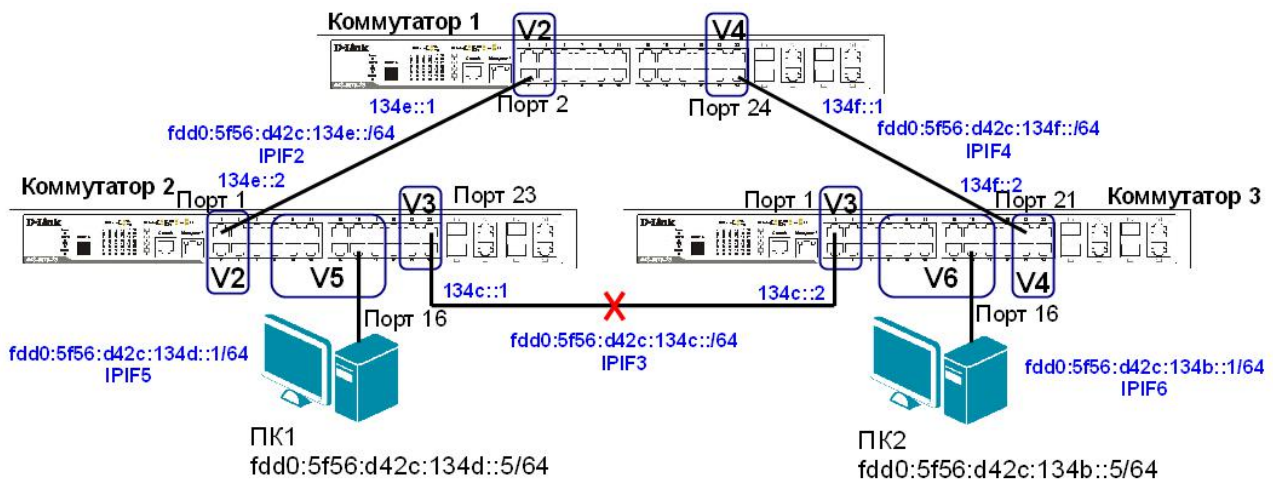 Коммутатор 1
V2
V4
D-Link
134e::1
Порт 2
Порт 24
134f::1
fdd0:5f56:d42c:134e::/64
IPIF2
fdd0:5f56:d42c:134f::/64
IPIF4
Коммутатор 2
134e::2
Порт 1
V3
Порт 23
D-Link
V2
V5
134f::2
Порт 1
V3
Порт 21
Коммутатор 3
D-Link
V6
V4
134c::1
134c::2
Порт 16
Порт 16
fdd0:5f56:d42c:134d::1/64
IPIF5
fdd0:5f56:d42c:134c::/64
IPIF3
fdd0:5f56:d42c:134b::1/64
IPIF6
ПК1
fdd0:5f56:d42c:134d::5/64
ПК2
fdd0:5f56:d42c:134b::5/64